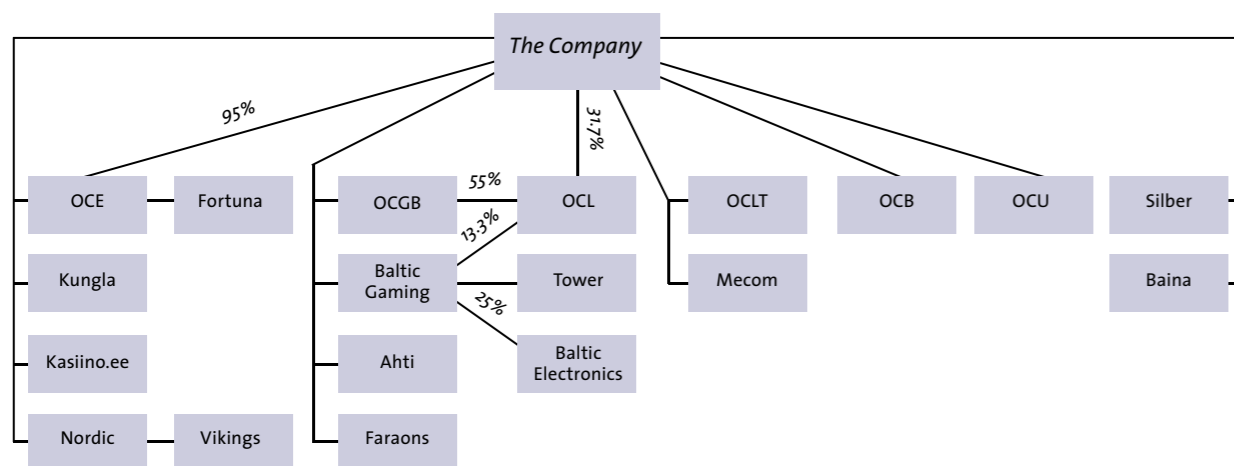 The Company
95%
31.7%
OCE
Fortuna
OCGB
55%
OCL
OCLT
OCB
OCU
Silber
13.3%
Kungla
Baltic
Gaming
Tower
Mecom
Baina
25%
Kasiino.ee
Ahti
Baltic
Electronics
Nordic
Vikings
Faraons